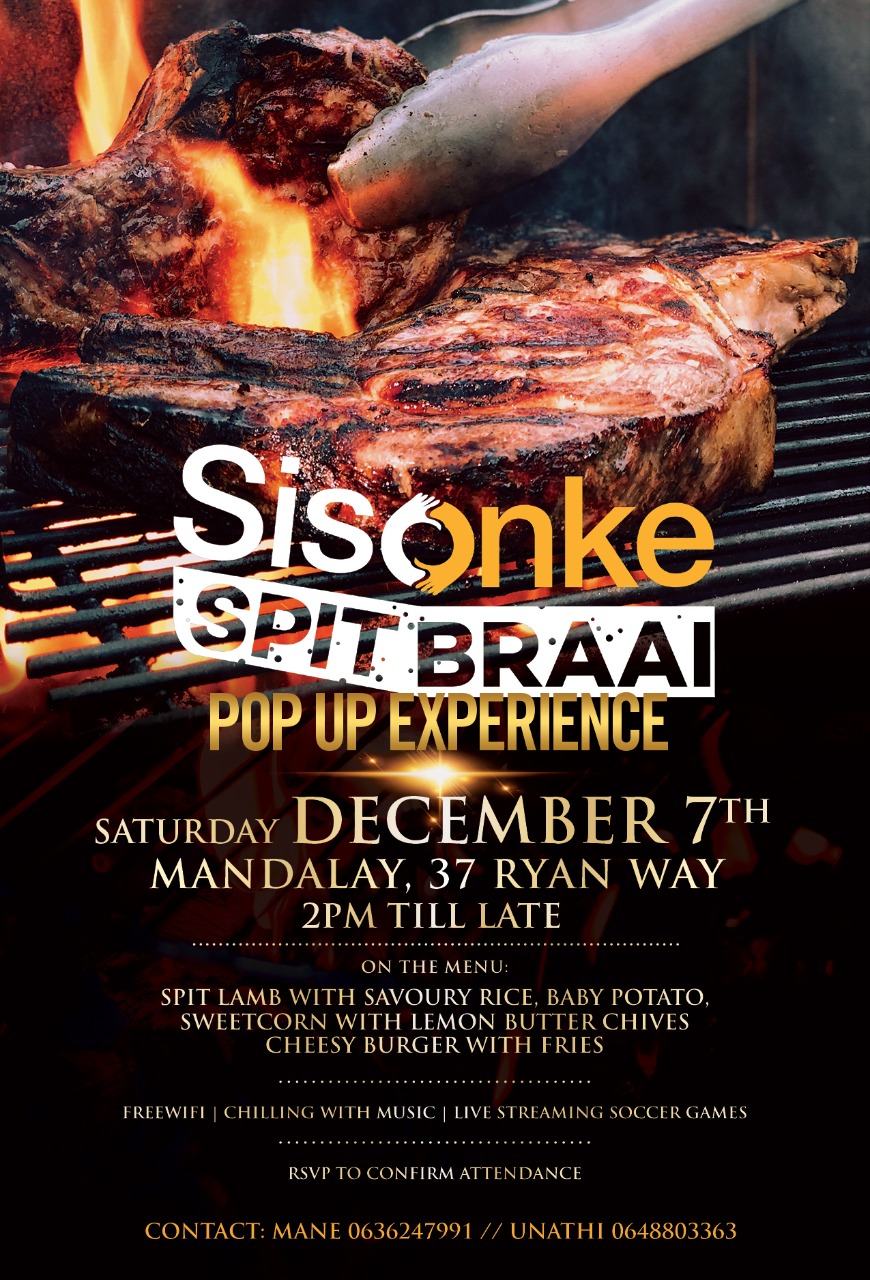 Sisonke
SPIT BRAAI
POP UP EXPERIENCE
SATURDAY DECEMBER 7TH
MANDALAY, 37 RYAN WAY
2PM TILL LATE
ON THE MENU:
SPIT LAMB WITH SAVOURY RICE, BABY POTATO,
SWEETCORN WITH LEMON BUTTER CHIVES
CHEESY BURGER WITH FRIES
FREEWIFI | CHILLING WITH MUSIC | LIVE STREAMING SOCCER GAMES
RSVP TO CONFIRM ATTENDANCE
CONTACT: MANE 0636247991 // UNATHI 0648803363